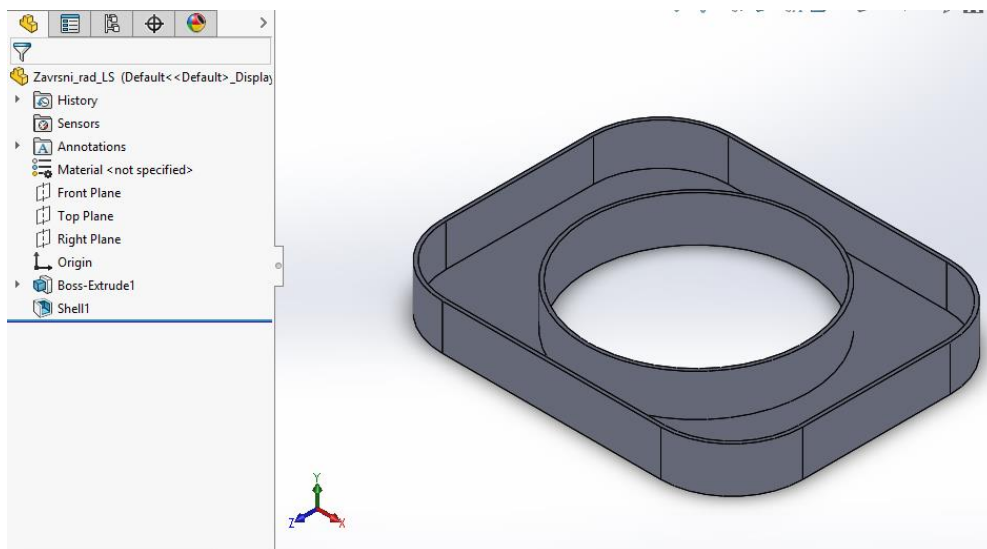 Zavrsni_rad_LS (Default<<Default>_Display
History
Sensors
Annotations
Material <not specified>
Front Plane
Top Plane
Right Plane
Origin
Boss-Extrude1
Shell1
Y
Z
X